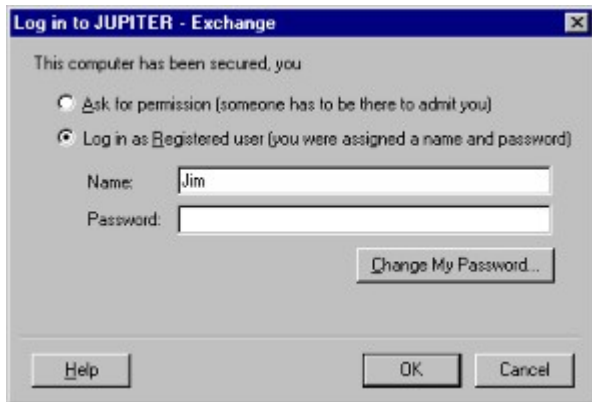 Log in to JUPITER - Exchange
This computer has been secured, you
Ask for permission (someone has to be there to admit you)
Log in as Registered user (you were assigned a name and password)
Name: Jim
Password:
Change My Password...
Help OK Cancel